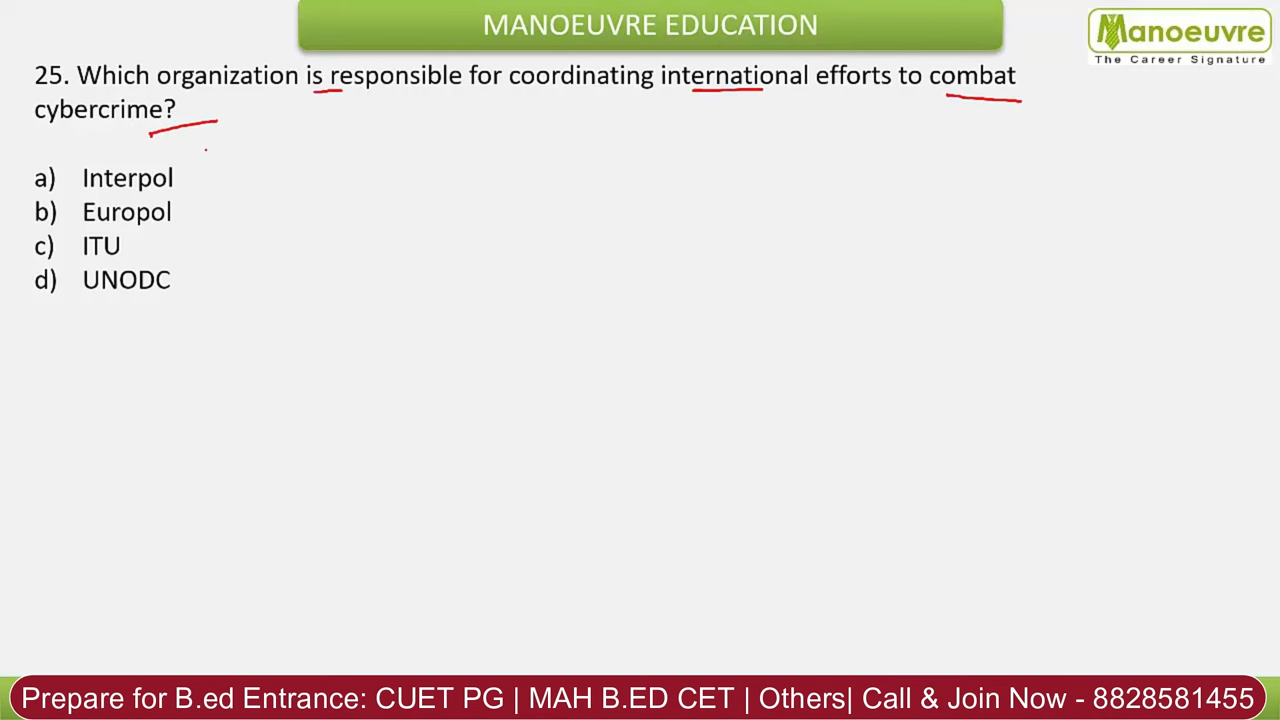 MANOEUVRE EDUCATION
Manoeuvre
The Career Signature
25. Which organization is responsible for coordinating international efforts to combat
cybercrime?
a) Interpol
b) Europol
c) ITU
d) UNODC
Prepare for B.ed Entrance: CUET PG | MAH B.ED CET | Others| Call & Join Now - 8828581455